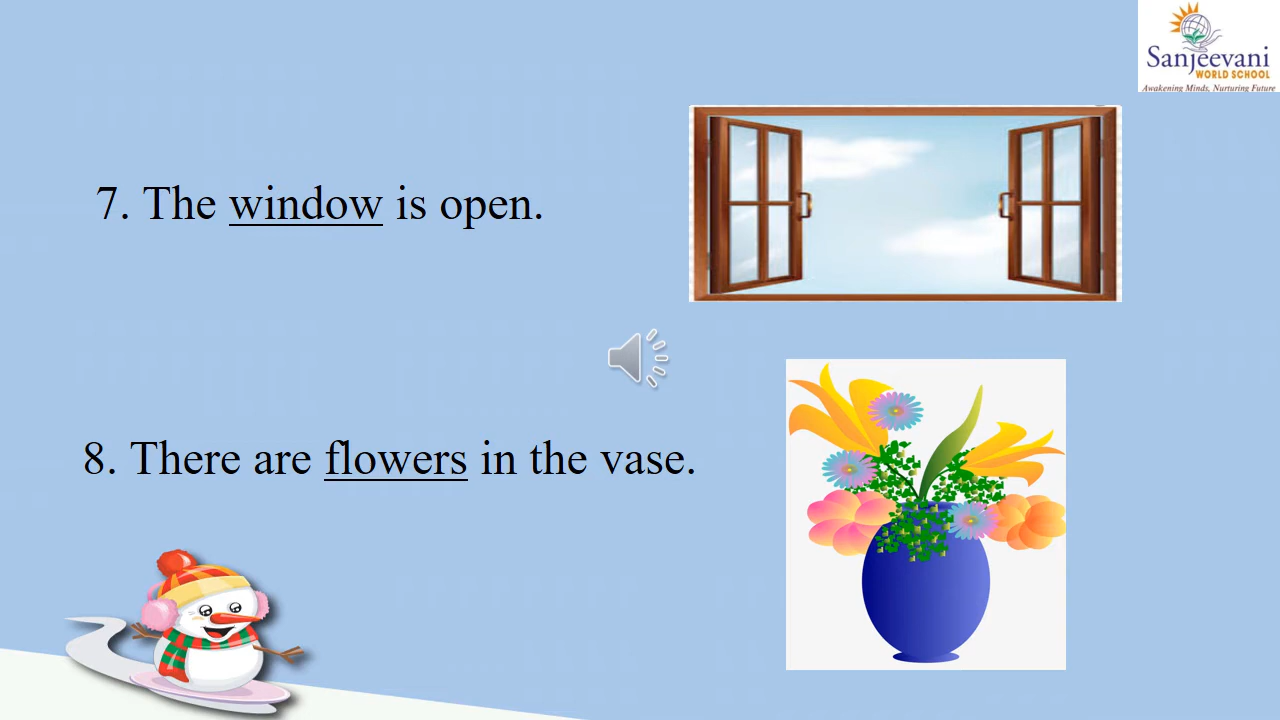 Sanjeevani
WORLD SCHOOL
Awakening Minds, Nurturing Future
7. The window is open.
8. There are flowers in the vase.